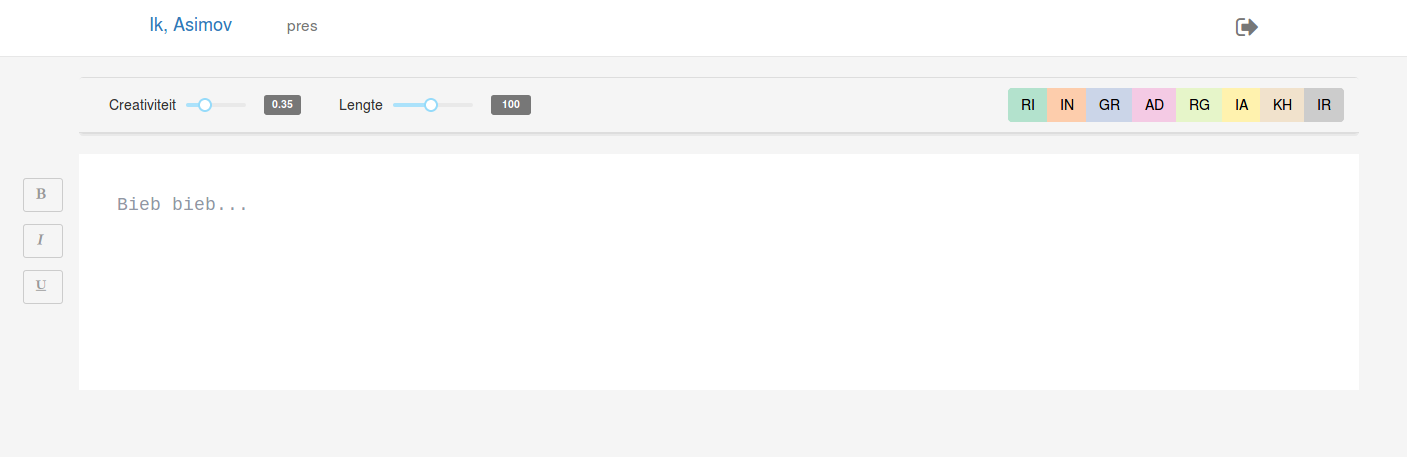 Ik, Asimov pres
Creativiteit 0.35 Lengte 100 RI IN GR AD RG IA KH IR
B
Bieb bieb...
I
U